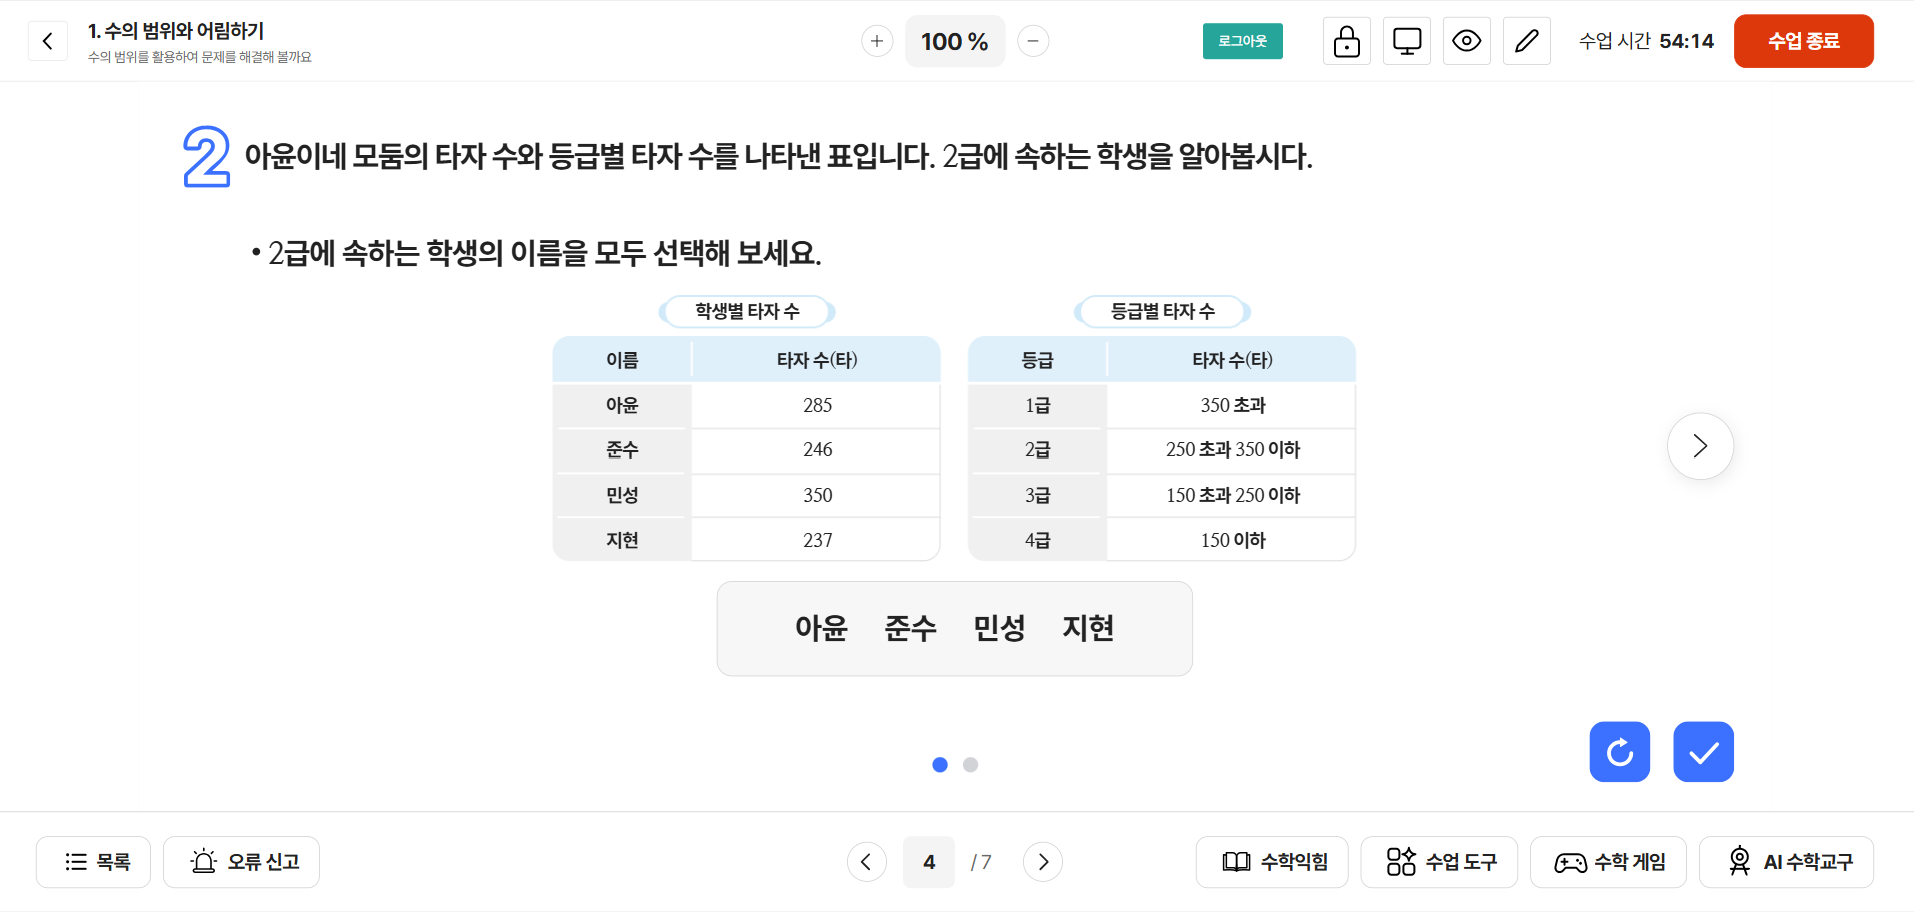 1. 수의 범위와 어림하기
수의 범위를 활용하여 문제를 해결해 볼까요
100 %
로그아웃
수업 시간 54:14
수업 종료
2 아윤이네 모둠의 타자 수와 등급별 타자 수를 나타낸 표입니다. 2급에 속하는 학생을 알아봅시다.
• 2급에 속하는 학생의 이름을 모두 선택해 보세요.
학생별 타자 수
이름 타자 수(타)
아윤 285
준수 246
민성 350
지현 237
등급별 타자 수
등급 타자 수(타)
1급 350 초과
2급 250 초과 350 이하
3급 150 초과 250 이하
4급 150 이하
아윤 준수 민성 지현
목록
오류 신고
4 / 7
수학익힘
수업 도구
수학 게임
AI 수학교구